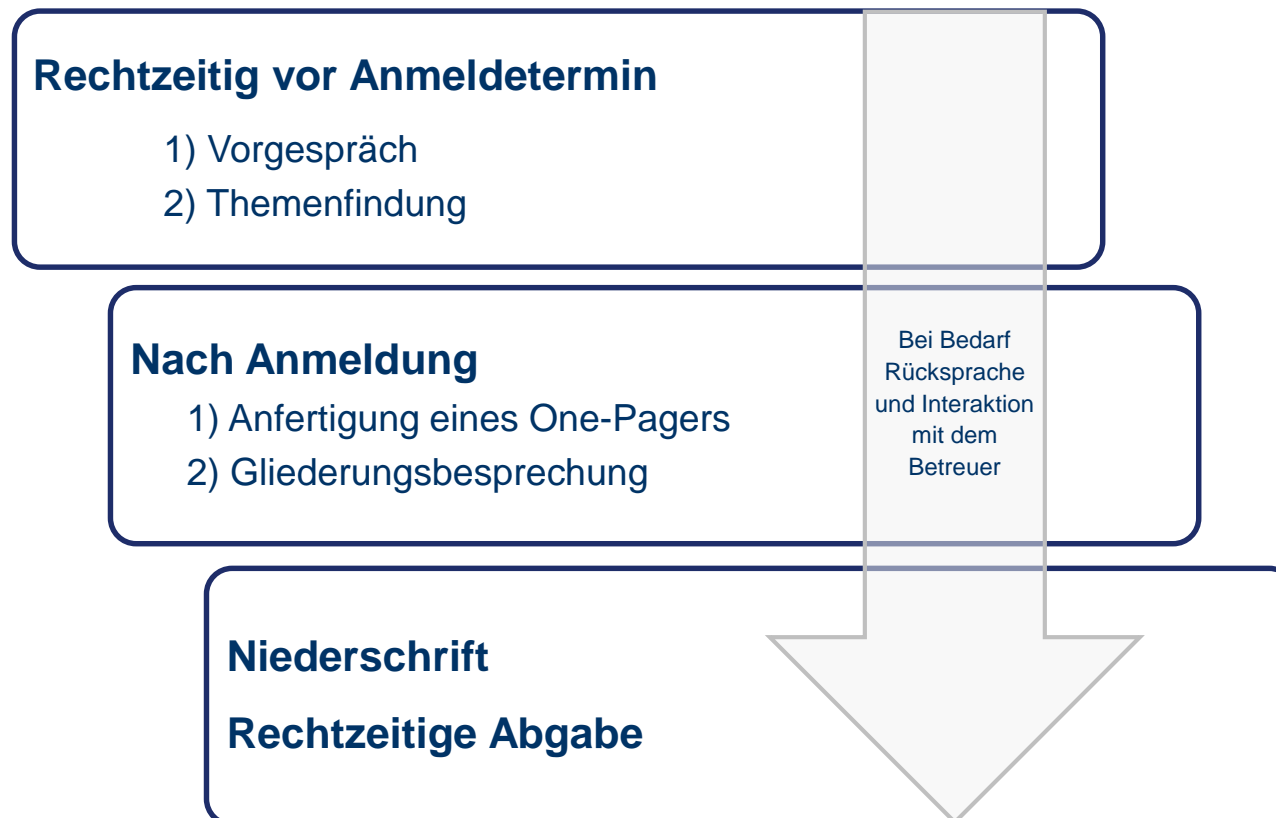 Rechtzeitig vor Anmeldetermin
1) Vorgespräch
2) Themenfindung
Nach Anmeldung
1) Anfertigung eines One-Pagers
2) Gliederungsbesprechung
Bei Bedarf
Rücksprache
und Interaktion
mit dem
Betreuer
Niederschrift
Rechtzeitige Abgabe